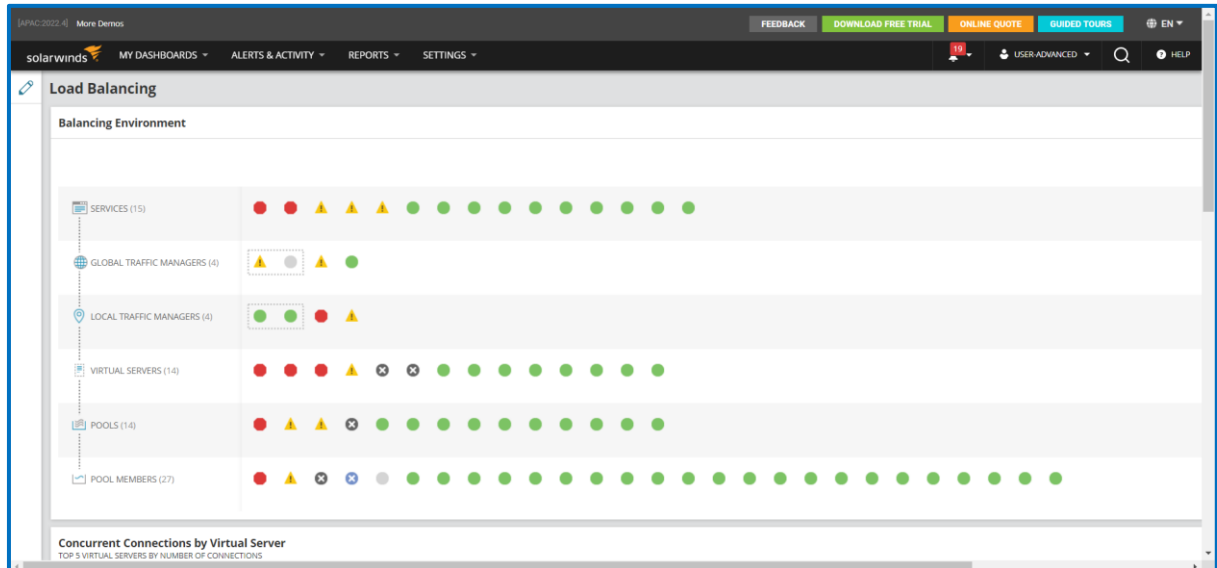 [APAC:2022.4] More Demos FEEDBACK DOWNLOAD FREE TRIAL ONLINE QUOTE GUIDED TOURS EN
solarwinds MY DASHBOARDS ALERTS & ACTIVITY REPORTS SETTINGS 19 USER-ADVANCED HELP
Load Balancing
Balancing Environment
SERVICES (15)
GLOBAL TRAFFIC MANAGERS (4)
LOCAL TRAFFIC MANAGERS (4)
VIRTUAL SERVERS (14)
POOLS (14)
POOL MEMBERS (27)
Concurrent Connections by Virtual Server
TOP 5 VIRTUAL SERVERS BY NUMBER OF CONNECTIONS